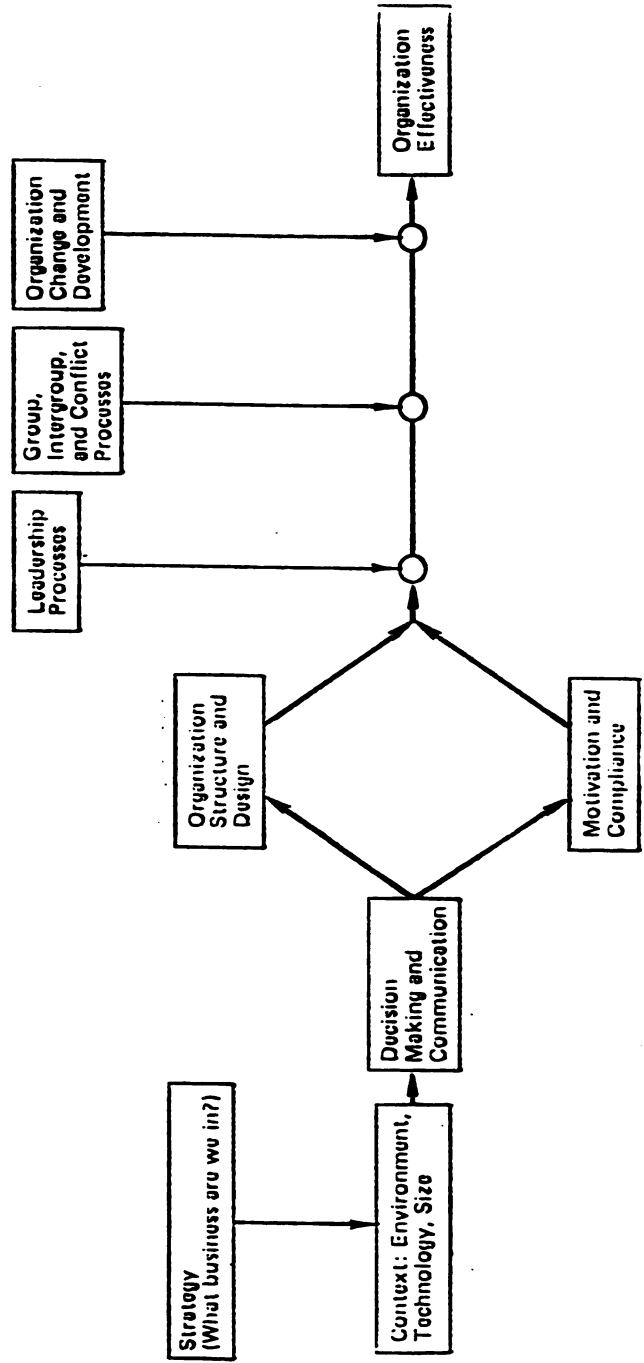 Strategy
(What business are we in?)
Context: Environment,
Technology, Size
Decision
Making and
Communication
Organization
Structure and
Design
Motivation and
Compliance
Leadership
Processes
Group,
Intergroup,
and Conflict
Processes
Organization
Change and
Development
Organization
Effectiveness